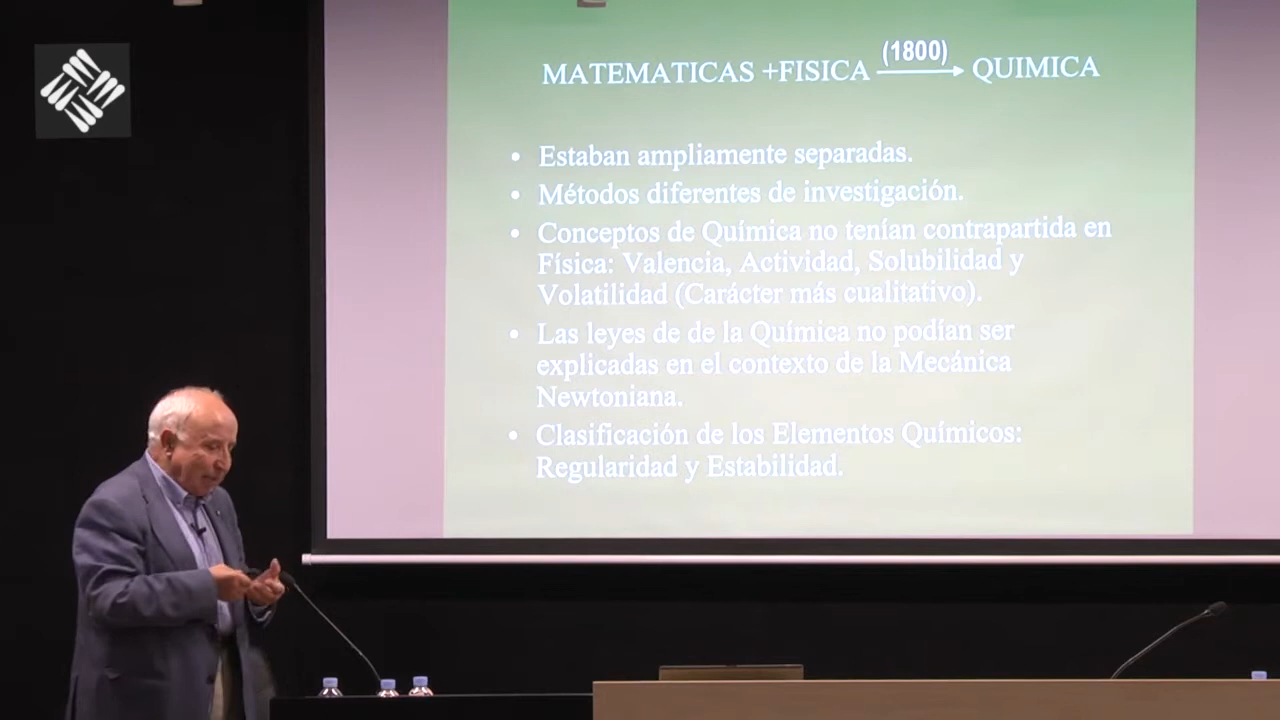 (1800)
MATEMATICAS +FISICA → QUIMICA
• Estaban ampliamente separadas.
• Métodos diferentes de investigación.
• Conceptos de Química no tenían contrapartida en
Física: Valencia, Actividad, Solubilidad y
Volatilidad (Carácter más cualitativo).
• Las leyes de de la Química no podían ser
explicadas en el contexto de la Mecánica
Newtoniana.
• Clasificación de los Elementos Químicos:
Regularidad y Estabilidad.